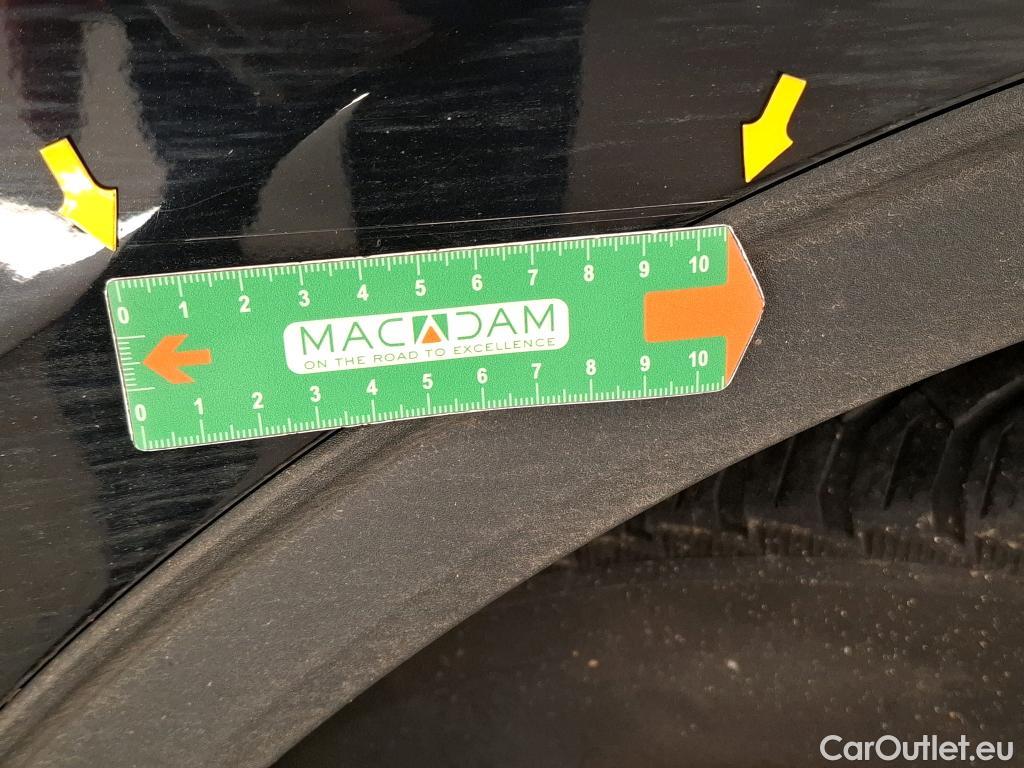 0 1 2 3 4 5 6 7 8 9 10
MACADAM
ON THE ROAD TO EXCELLENCE
0 1 2 3 4 5 6 7 8 9 10
CarOutlet.eu